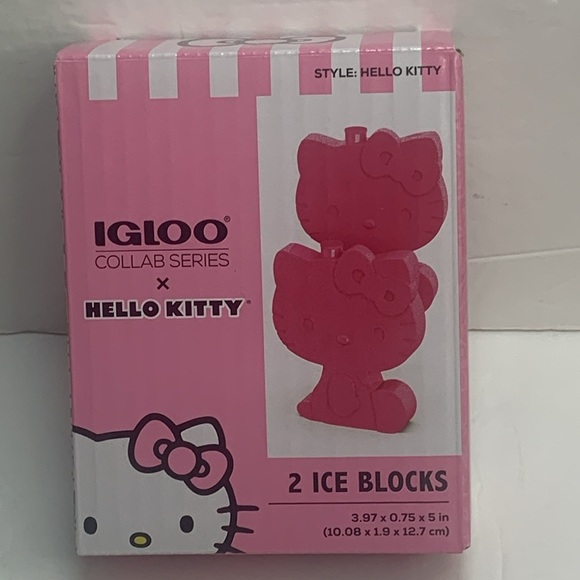 STYLE: HELLO KITTY
IGLOO®
COLLAB SERIES
x
HELLO KITTY®
2 ICE BLOCKS
3.97 x 0.75 x 5 in
(10.08 x 1.9 x 12.7 cm)